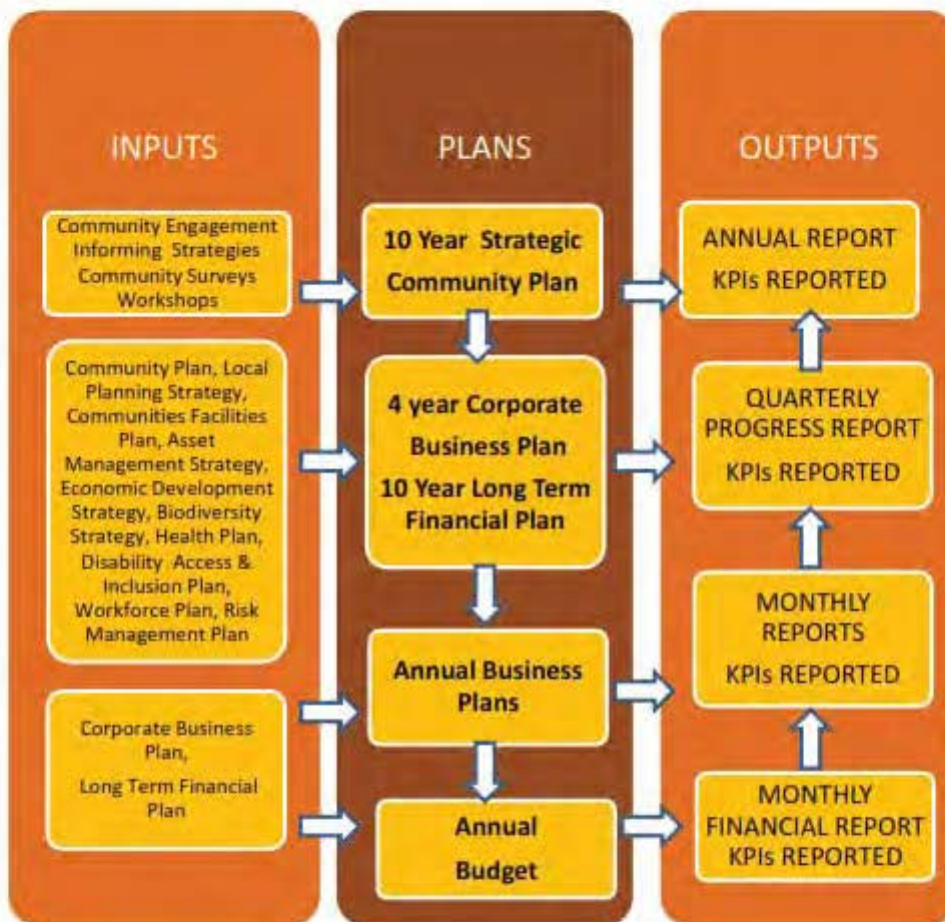 INPUTS
Community Engagement
Informing Strategies
Community Surveys
Workshops
Community Plan, Local
Planning Strategy,
Communities Facilities
Plan, Asset
Management Strategy,
Economic Development
Strategy, Biodiversity
Strategy, Health Plan,
Disability Access &
Inclusion Plan,
Workforce Plan, Risk
Management Plan
Corporate Business
Plan,
Long Term Financial
Plan
PLANS
10 Year Strategic
Community Plan
4 year Corporate
Business Plan
10 Year Long Term
Financial Plan
Annual Business
Plans
Annual
Budget
OUTPUTS
ANNUAL REPORT
KPIs REPORTED
QUARTERLY
PROGRESS REPORT
KPIs REPORTED
MONTHLY
REPORTS
KPIs REPORTED
MONTHLY
FINANCIAL REPORT
KPIs REPORTED